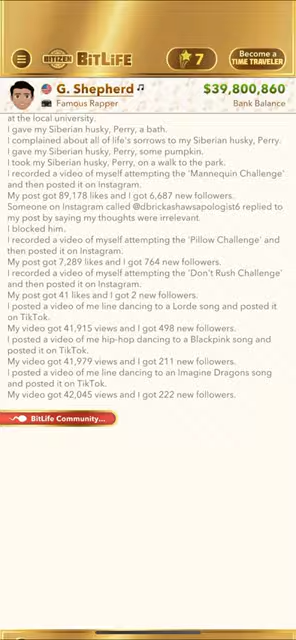 BITIZEN BITLIFE
7
Become a
TIME TRAVELER
G. Shepherd
$39,800,860
Famous Rapper
Bank Balance
at the local university.
I gave my Siberian husky, Perry, a bath.
I complained about all of life's sorrows to my Siberian husky, Perry.
I gave my Siberian husky, Perry, some pumpkin.
I took my Siberian husky, Perry, on a walk to the park.
I recorded a video of myself attempting the 'Mannequin Challenge'
and then posted it on Instagram.
My post got 89,178 likes and I got 6,687 new followers.
Someone on Instagram called @dbrickashawsapologist6 replied to
my post by saying my thoughts were irrelevant.
I blocked him.
I recorded a video of myself attempting the 'Pillow Challenge' and
then posted it on Instagram.
My post got 7,289 likes and I got 764 new followers.
I recorded a video of myself attempting the 'Don't Rush Challenge'
and then posted it on Instagram.
My post got 41 likes and I got 2 new followers.
I posted a video of me line dancing to a Lorde song and posted it
on TikTok.
My video got 41,915 views and I got 498 new followers.
I posted a video of me hip-hop dancing to a Blackpink song and
posted it on TikTok.
My video got 41,979 views and I got 211 new followers.
I posted a video of me line dancing to an Imagine Dragons song
and posted it on TikTok.
My video got 42,045 views and I got 222 new followers.
BitLife Community...